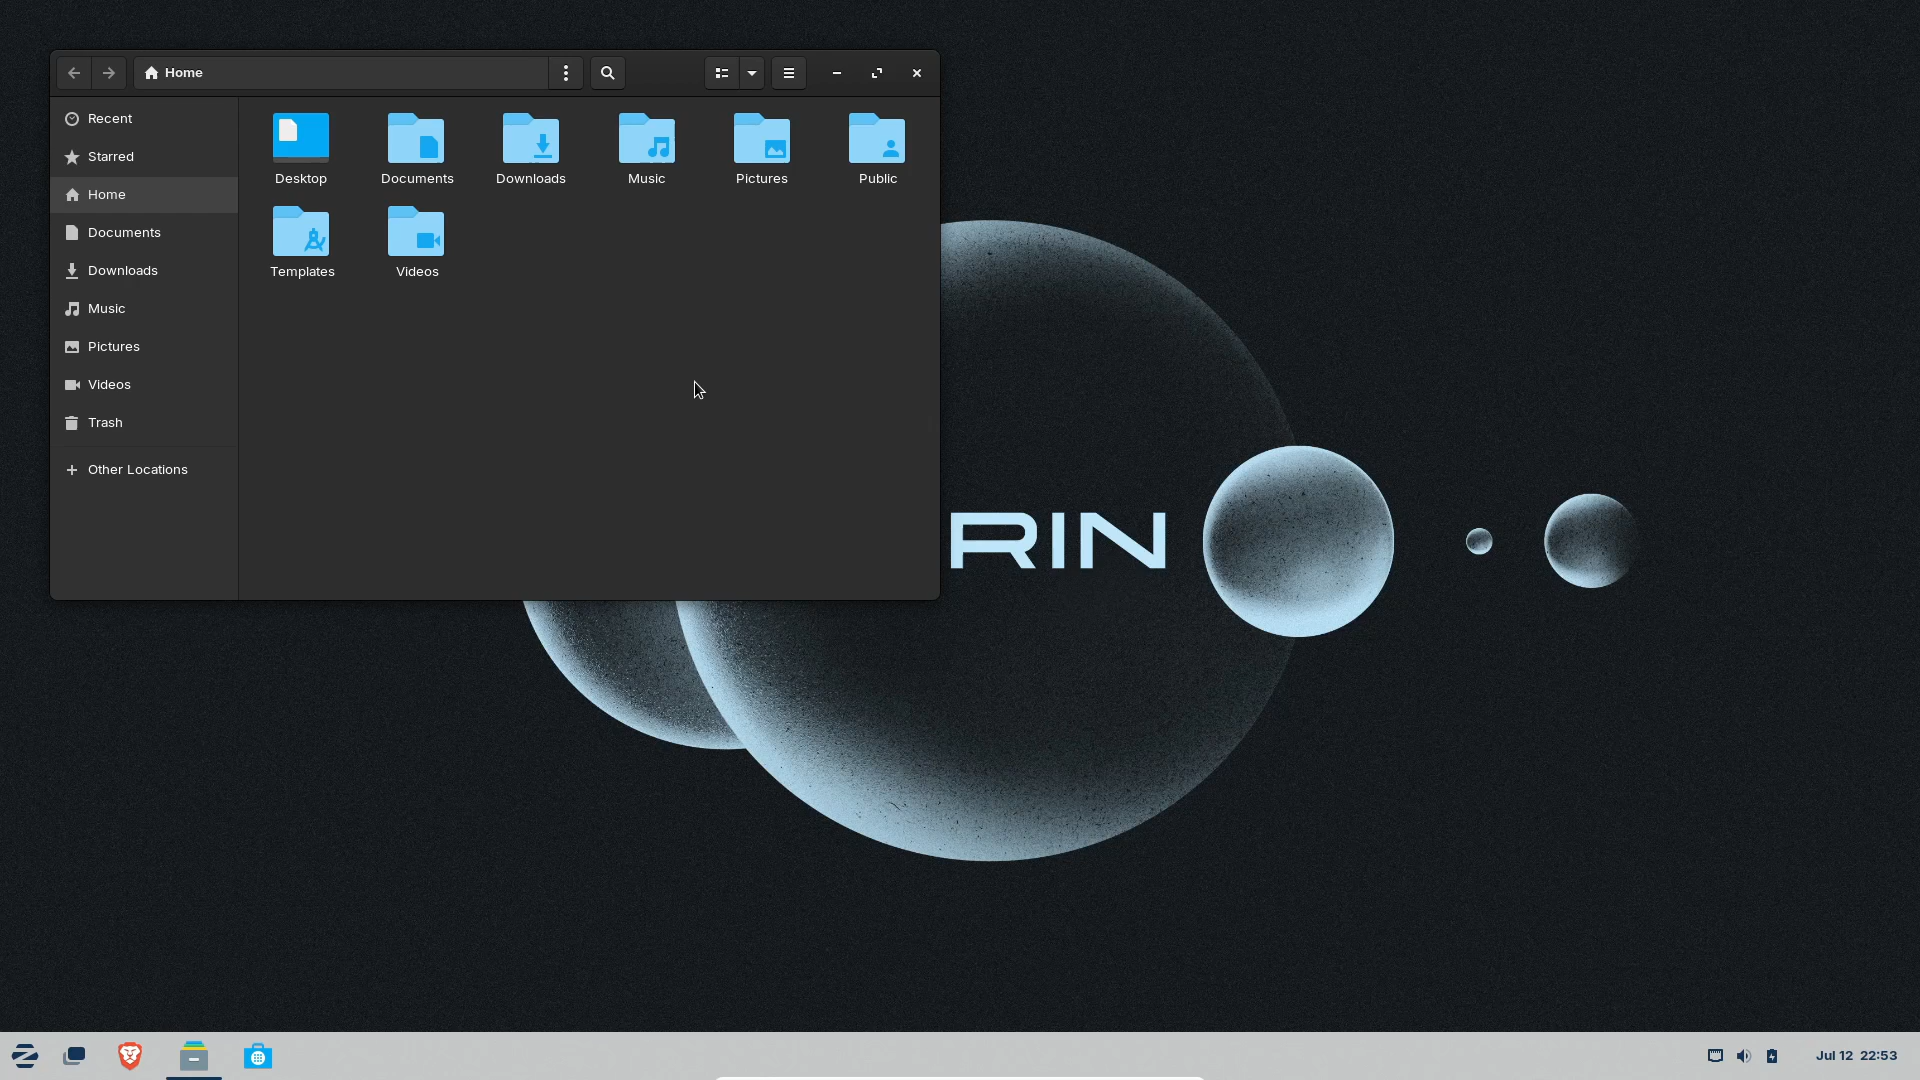 Home
Recent
Starred
Home
Documents
Downloads
Music
Pictures
Videos
Trash
Other Locations
Desktop
Documents
Downloads
Music
Pictures
Public
Templates
Videos
RIN
Jul 12 22:53